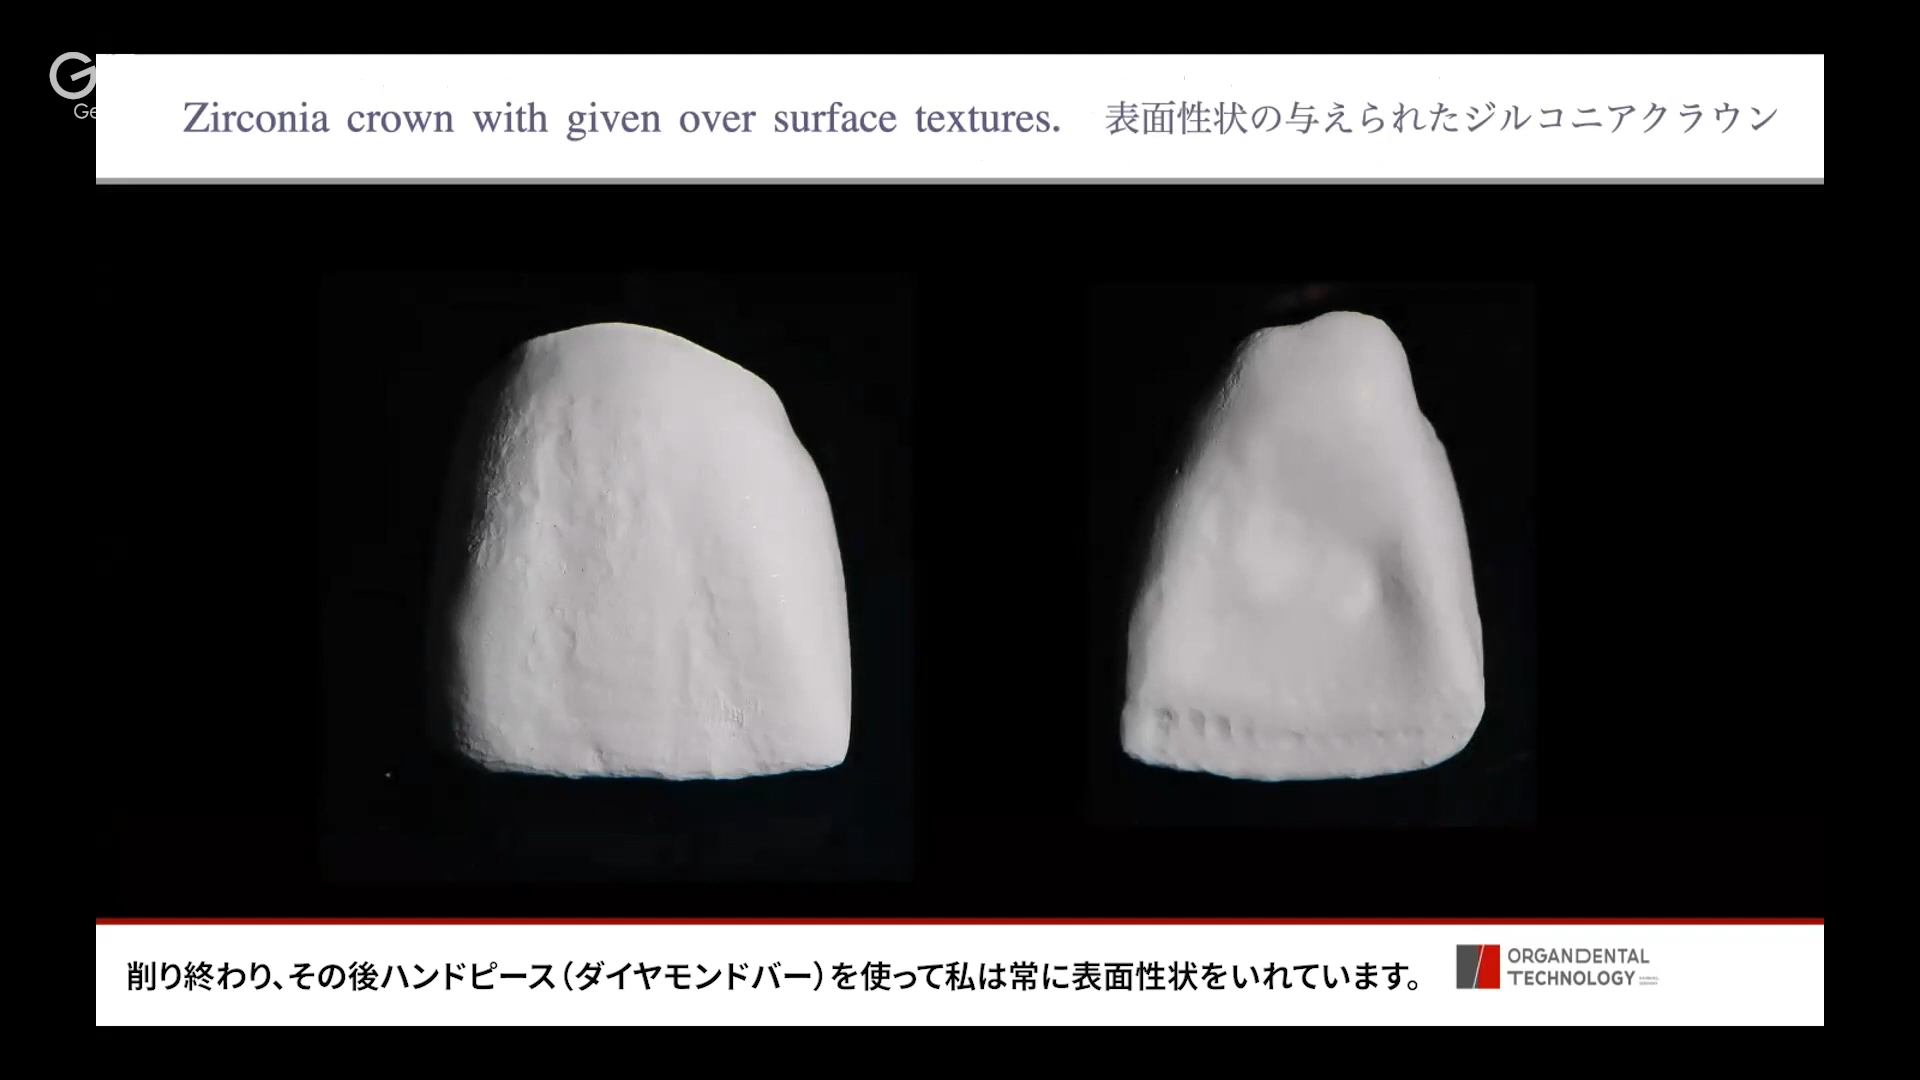 Zirconia crown with given over surface textures. 表面性状の与えられたジルコニアクラウン
削り終わり、その後ハンドピース（ダイヤモンドバー）を使って私は常に表面性状をいれています。
ORGANDENTAL
TECHNOLOGY